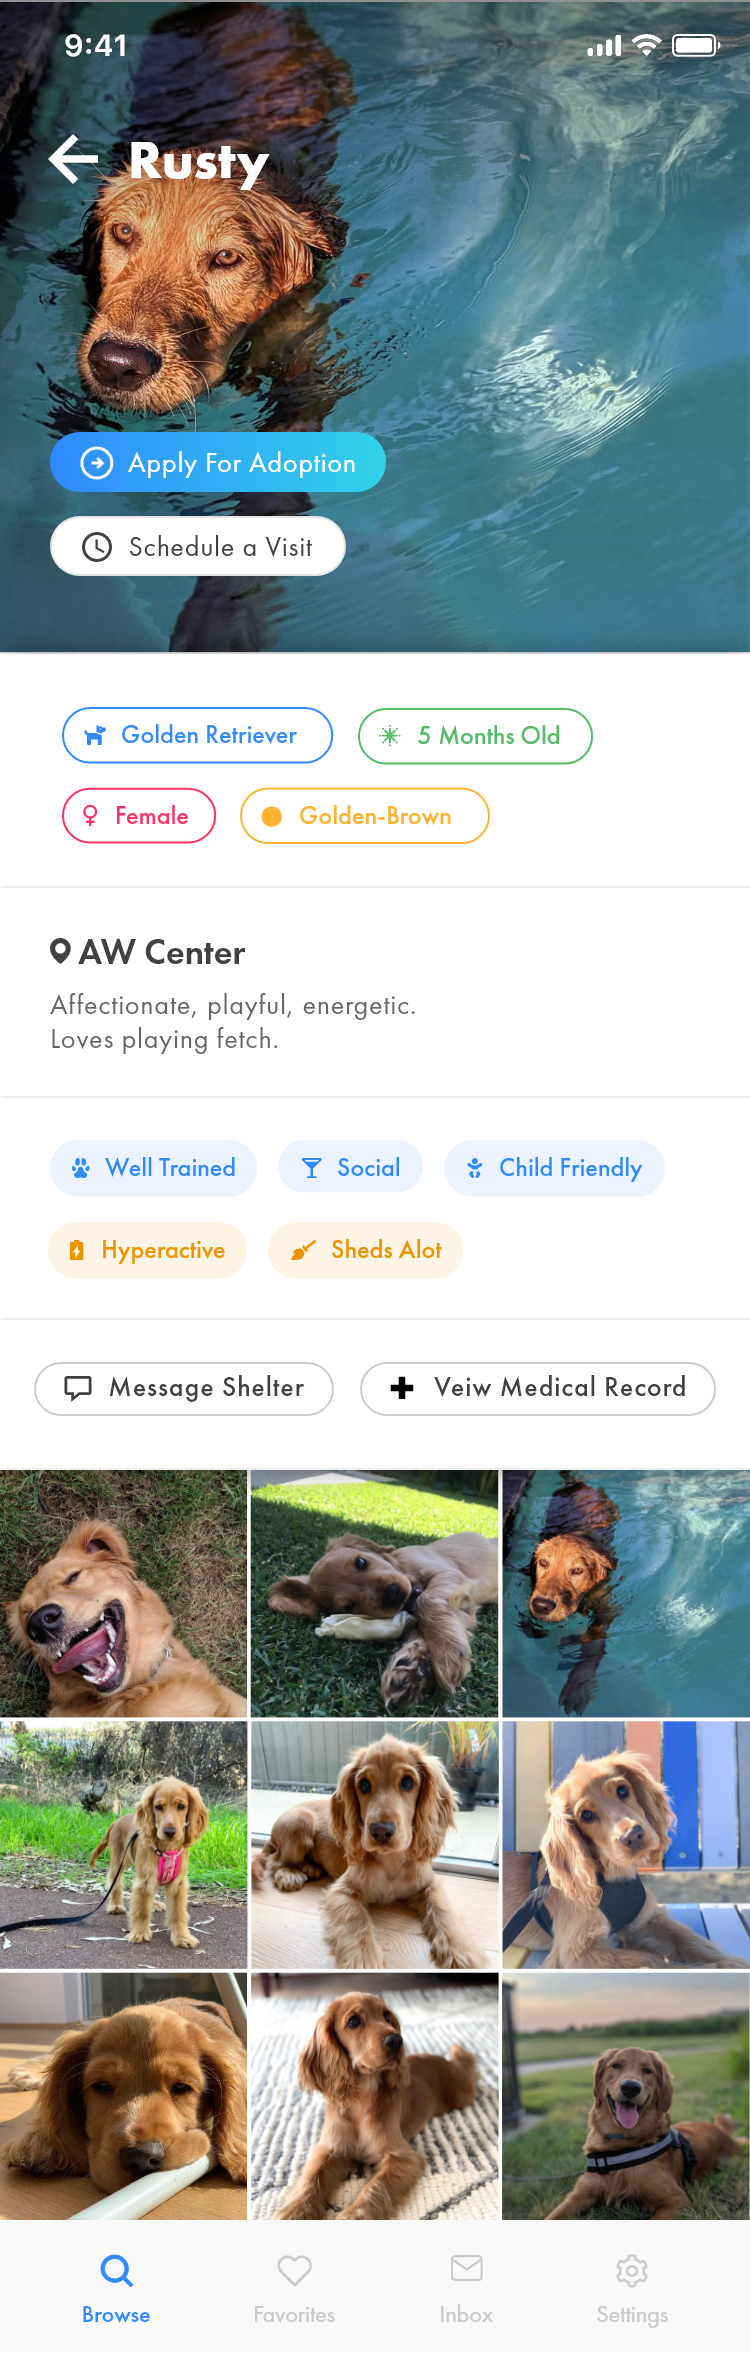 9:41
Rusty
Apply For Adoption
Schedule a Visit
Golden Retriever
5 Months Old
Female
Golden-Brown
AW Center
Affectionate, playful, energetic.
Loves playing fetch.
Well Trained
Social
Child Friendly
Hyperactive
Sheds Alot
Message Shelter
Veiw Medical Record
Browse
Favorites
Inbox
Settings